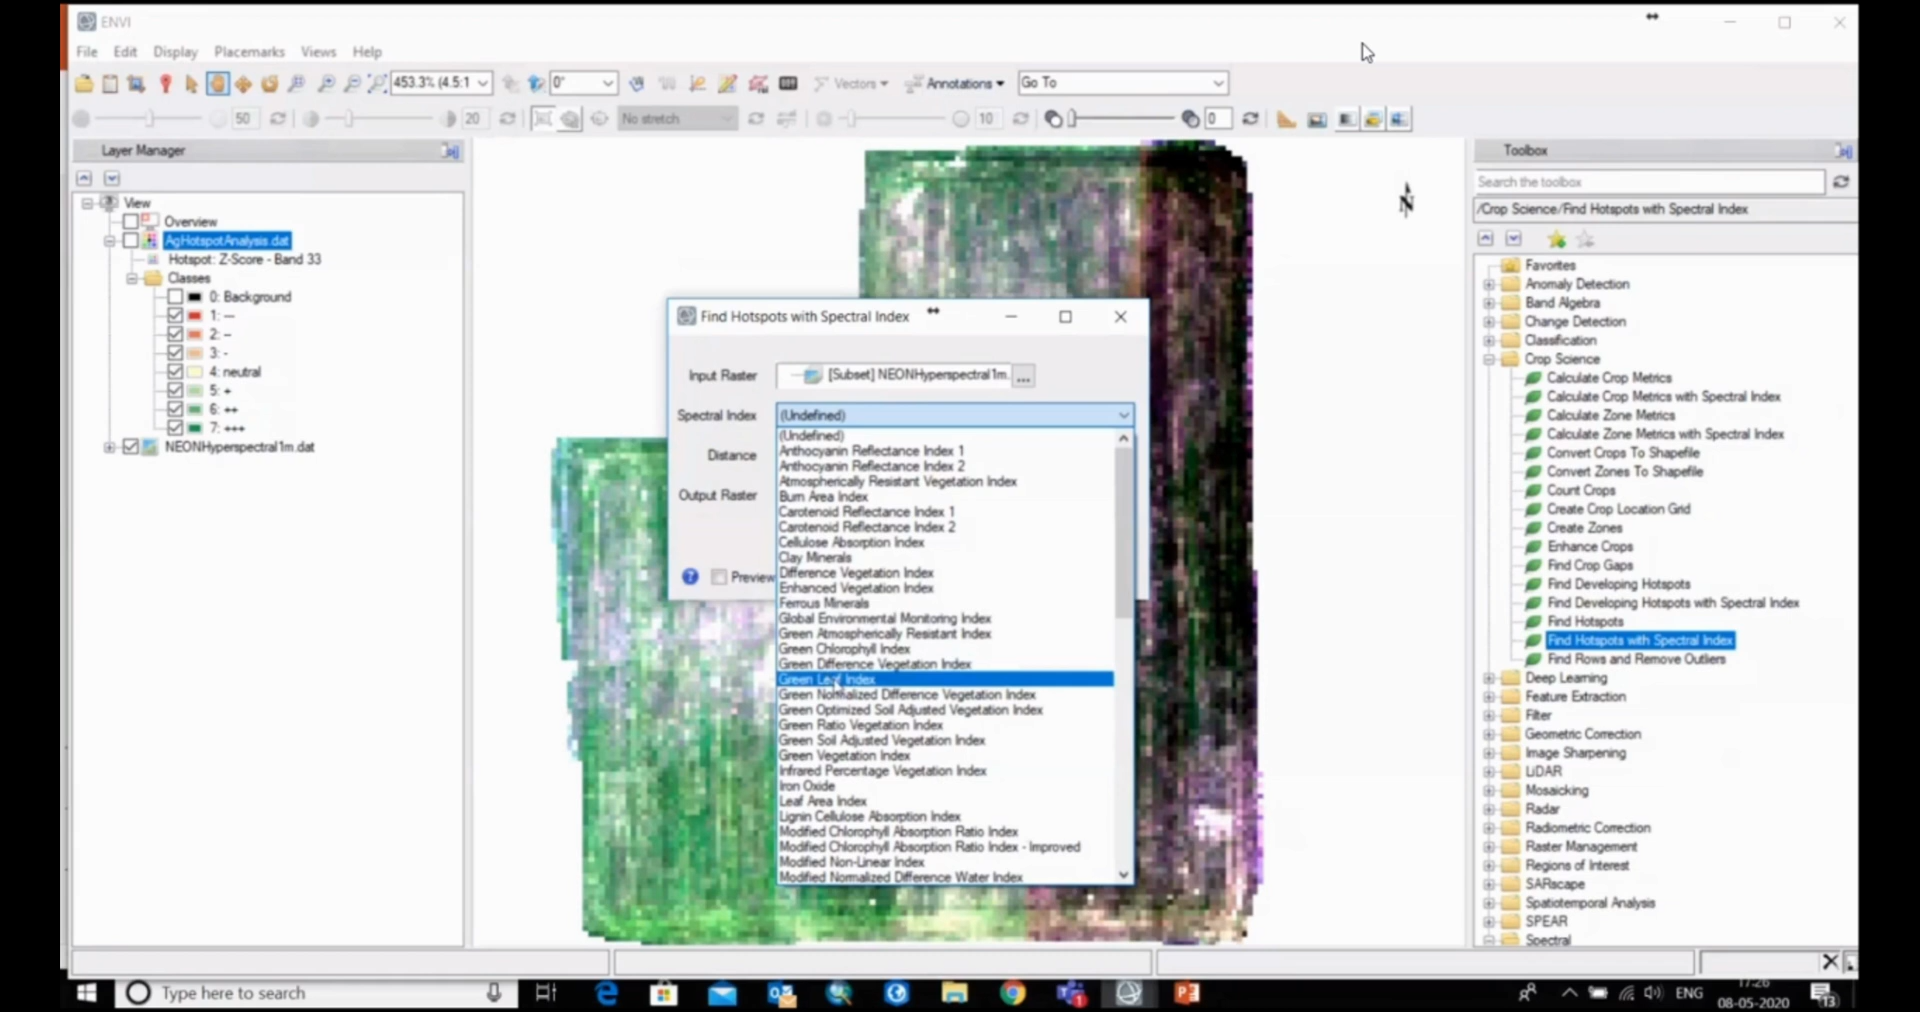 ENVI
File Edit Display Placemarks Views Help
453.3% (4.5:1 0° Vectors Annotations Go To
50 20 No stretch 10 0
Layer Manager
View
Overview
AgHotspotAnalysis.dat
Hotspot: Z-Score - Band 33
Classes
0: Background
1: ---
2: --
3: -
4: neutral
5: +
6: ++
7: +++
NEONHyperspectral1m.dat
N
Find Hotspots with Spectral Index
Input Raster [Subset] NEONHyperspectral1m. ...
Spectral Index (Undefined)
Distance
Output Raster
? Preview
(Undefined)
Anthocyanin Reflectance Index 1
Anthocyanin Reflectance Index 2
Atmospherically Resistant Vegetation Index
Burn Area Index
Carotenoid Reflectance Index 1
Carotenoid Reflectance Index 2
Cellulose Absorption Index
Clay Minerals
Difference Vegetation Index
Enhanced Vegetation Index
Ferrous Minerals
Global Environmental Monitoring Index
Green Atmospherically Resistant Index
Green Chlorophyll Index
Green Difference Vegetation Index
Green Leaf Index
Green Normalized Difference Vegetation Index
Green Optimized Soil Adjusted Vegetation Index
Green Ratio Vegetation Index
Green Soil Adjusted Vegetation Index
Green Vegetation Index
Infrared Percentage Vegetation Index
Iron Oxide
Leaf Area Index
Lignin Cellulose Absorption Index
Modified Chlorophyll Absorption Ratio Index
Modified Chlorophyll Absorption Ratio Index - Improved
Modified Non-Linear Index
Modified Normalized Difference Water Index
Toolbox
Search the toolbox
/Crop Science/Find Hotspots with Spectral Index
Favorites
Anomaly Detection
Band Algebra
Change Detection
Classification
Crop Science
Calculate Crop Metrics
Calculate Crop Metrics with Spectral Index
Calculate Zone Metrics
Calculate Zone Metrics with Spectral Index
Convert Crops To Shapefile
Convert Zones To Shapefile
Count Crops
Create Crop Location Grid
Create Zones
Enhance Crops
Find Crop Gaps
Find Developing Hotspots
Find Developing Hotspots with Spectral Index
Find Hotspots
Find Hotspots with Spectral Index
Find Rows and Remove Outliers
Deep Learning
Feature Extraction
Filter
Geometric Correction
Image Sharpening
LiDAR
Mosaicking
Radar
Radiometric Correction
Raster Management
Regions of Interest
SARscape
Spatiotemporal Analysis
SPEAR
Spectral
Type here to search
ENG
17:26
08-05-2020
13